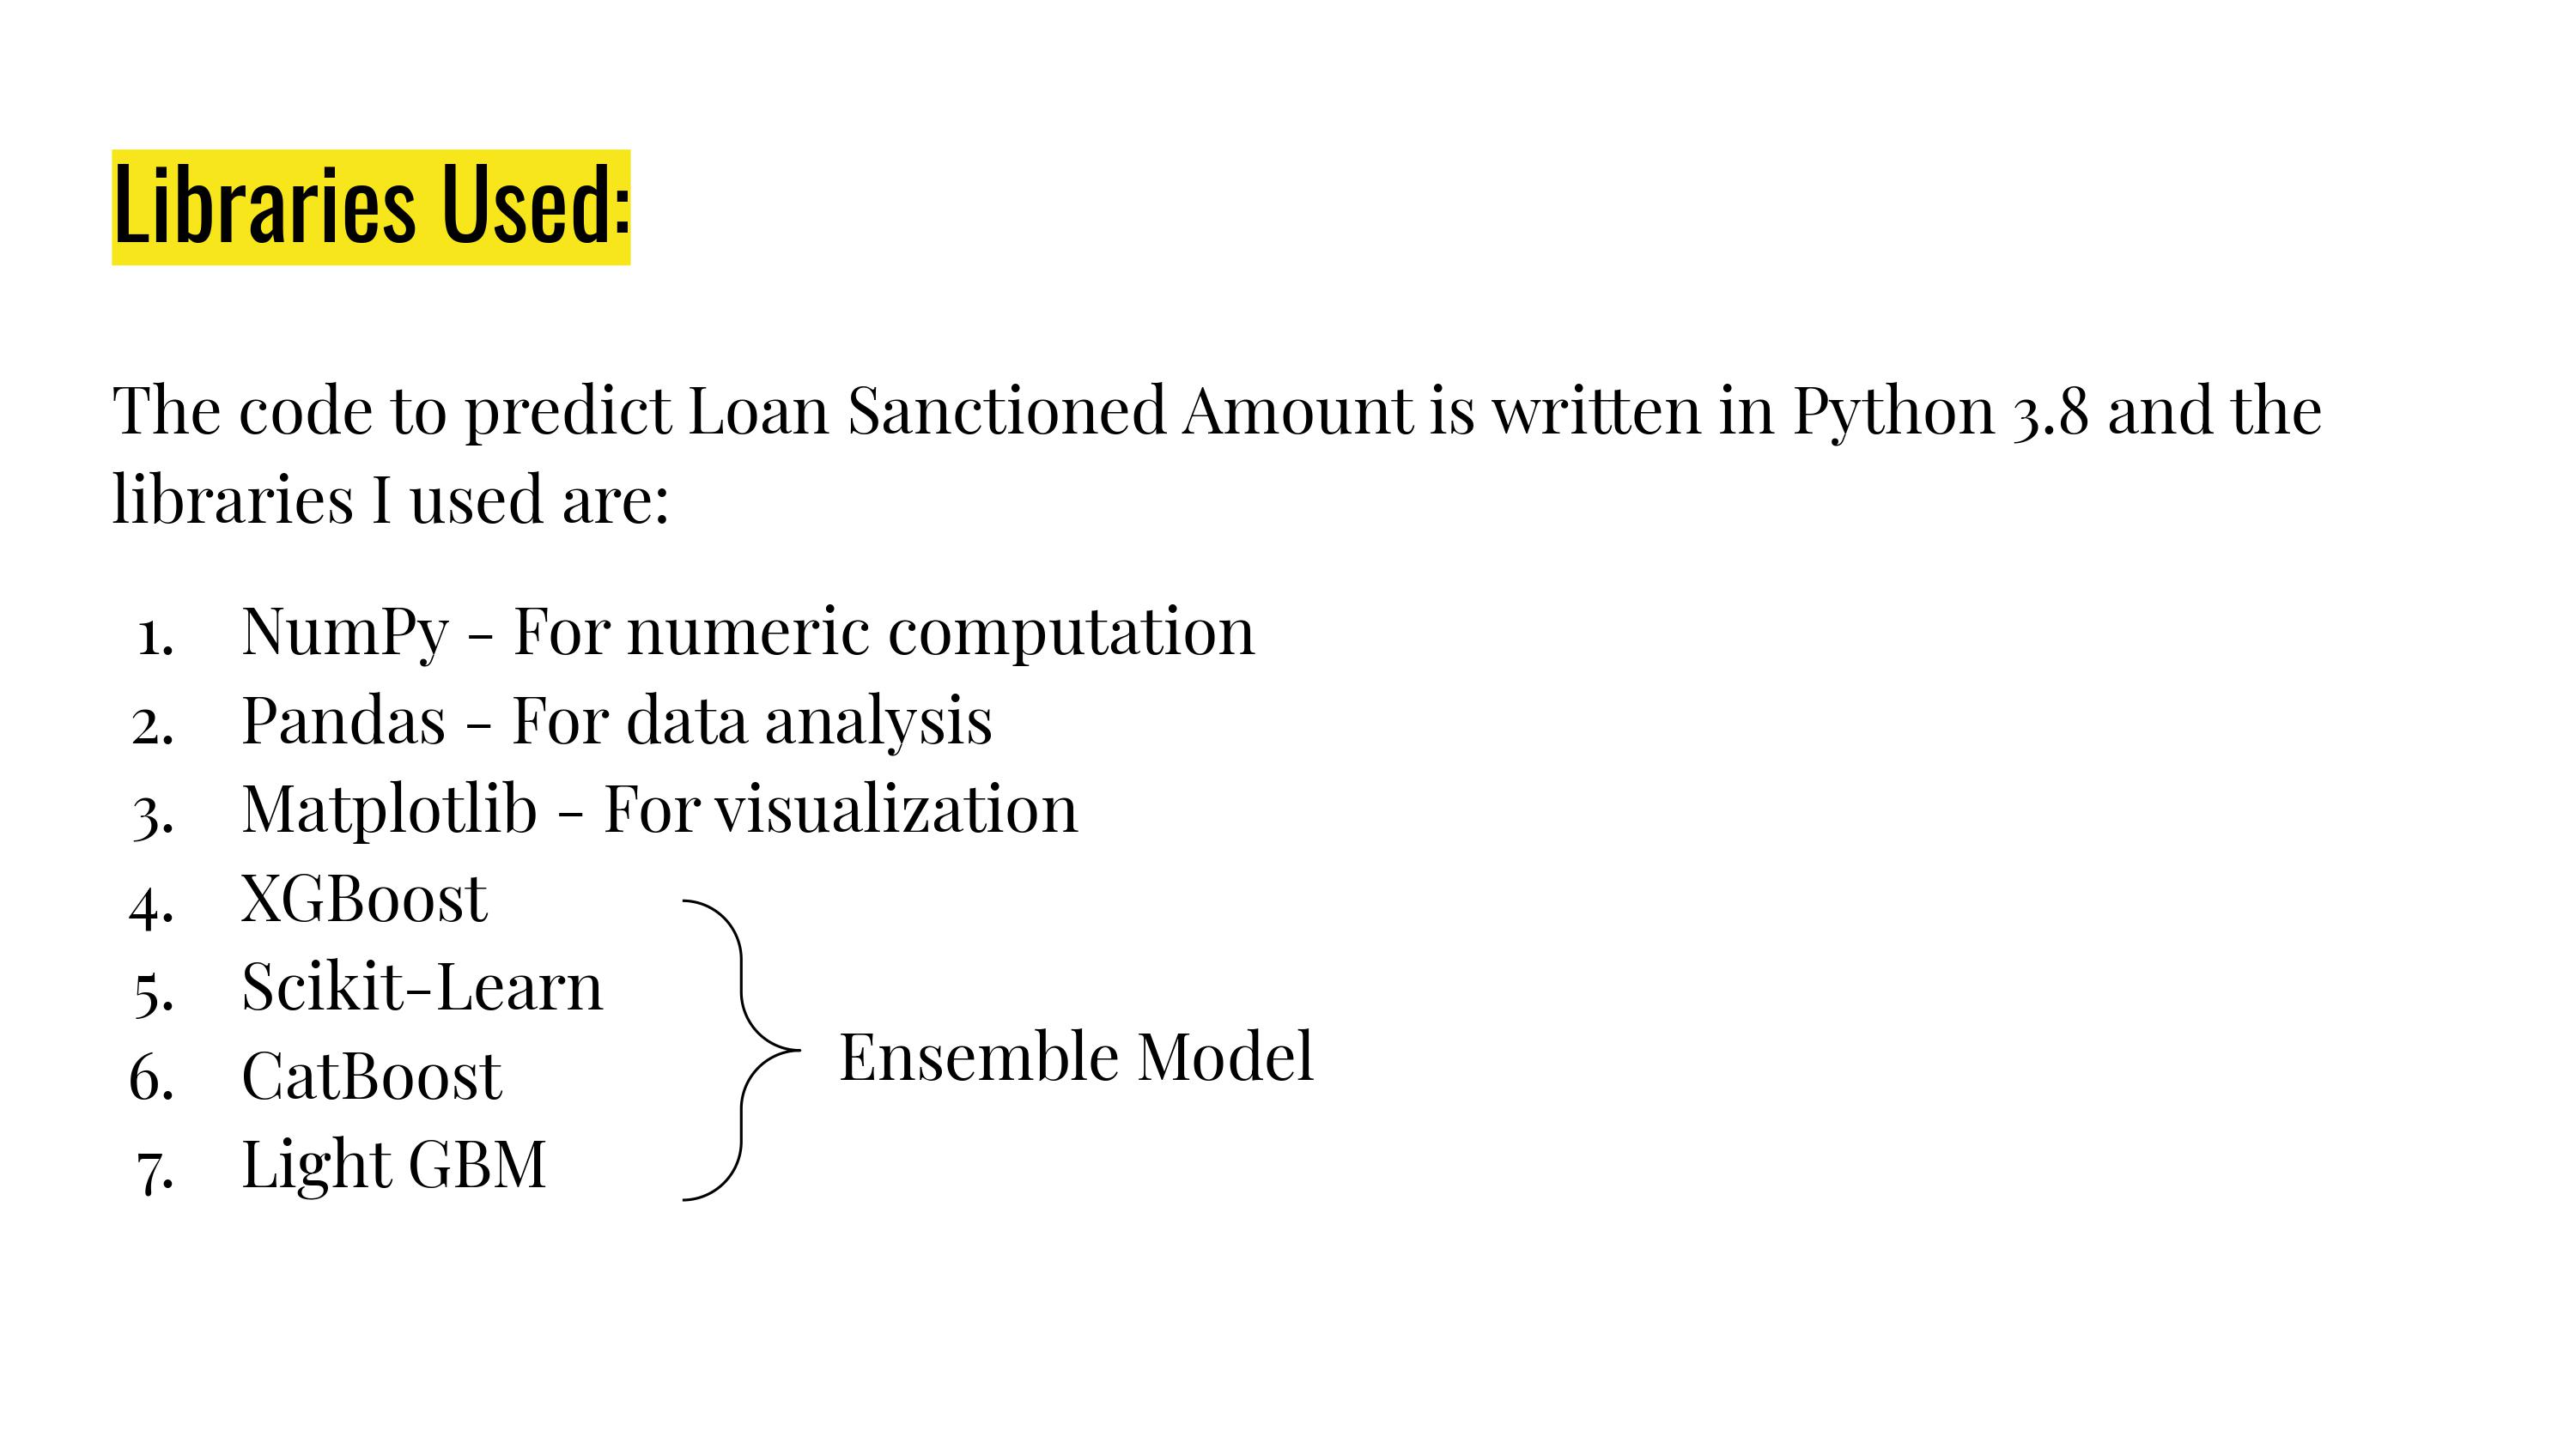 Libraries Used:
The code to predict Loan Sanctioned Amount is written in Python 3.8 and the
libraries I used are:
1. NumPy - For numeric computation
2. Pandas - For data analysis
3. Matplotlib - For visualization
4. XGBoost
5. Scikit-Learn
6. CatBoost
7. Light GBM
Ensemble Model